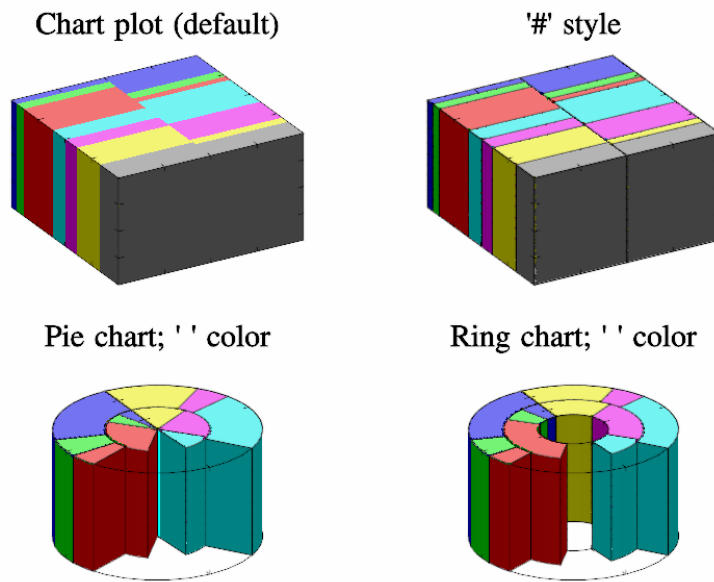 Chart plot (default)
'#' style
Pie chart; ' ' color
Ring chart; ' ' color